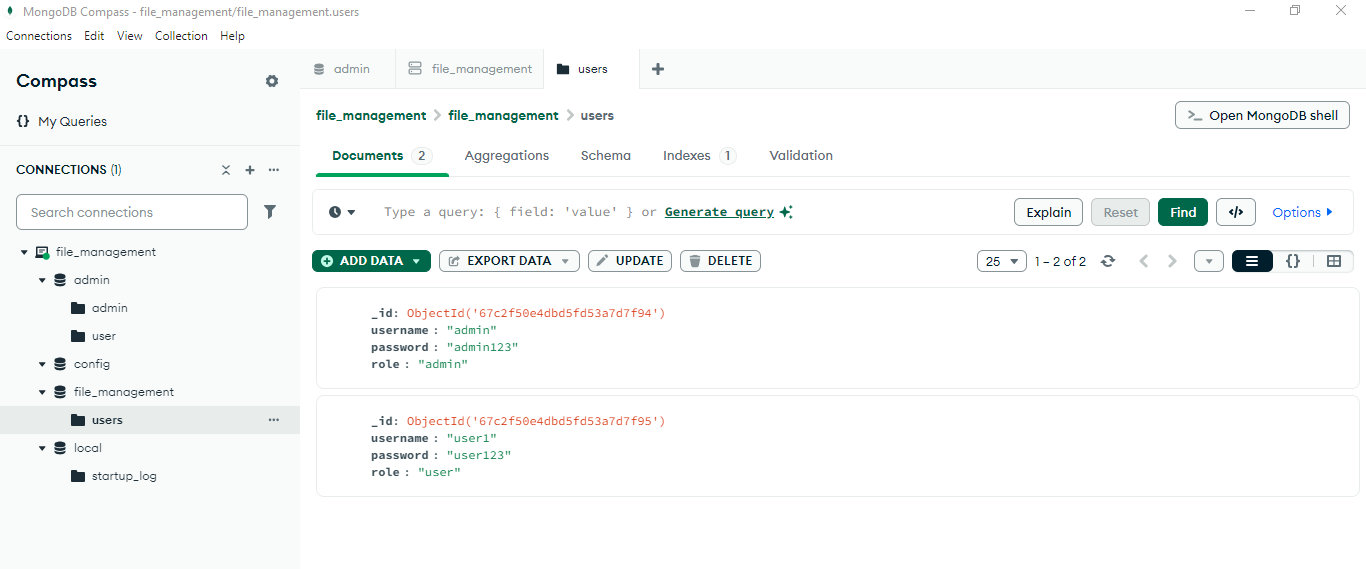 MongoDB Compass - file_management/file_management.users
Connections Edit View Collection Help
Compass
{} My Queries
CONNECTIONS (1)
Search connections
file_management
admin
admin
user
config
file_management
users
local
startup_log
admin file_management users
file_management > file_management > users
>_ Open MongoDB shell
Documents 2 Aggregations Schema Indexes 1 Validation
Type a query: { field: 'value' } or Generate query
Explain Reset Find </> Options
ADD DATA EXPORT DATA UPDATE DELETE
25 1 – 2 of 2 {}
_id: ObjectId('67c2f50e4dbd5fd53a7d7f94')
username : "admin"
password : "admin123"
role : "admin"
_id: ObjectId('67c2f50e4dbd5fd53a7d7f95')
username : "user1"
password : "user123"
role : "user"